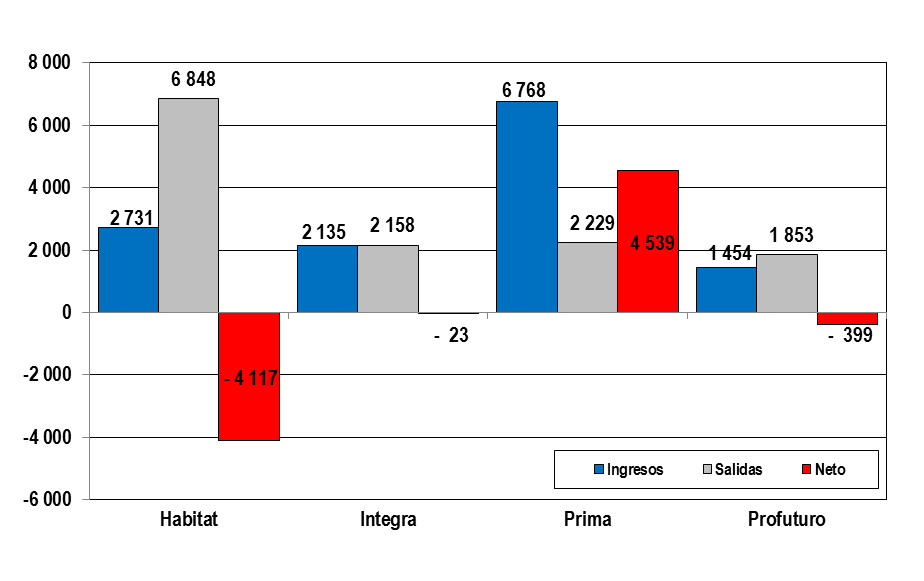 8 000
6 000
4 000
2 000
0
-2 000
-4 000
-6 000
2 731
6 848
- 4 117
2 135
2 158
- 23
6 768
2 229
4 539
1 454
1 853
- 399
Ingresos
Salidas
Neto
Habitat
Integra
Prima
Profuturo